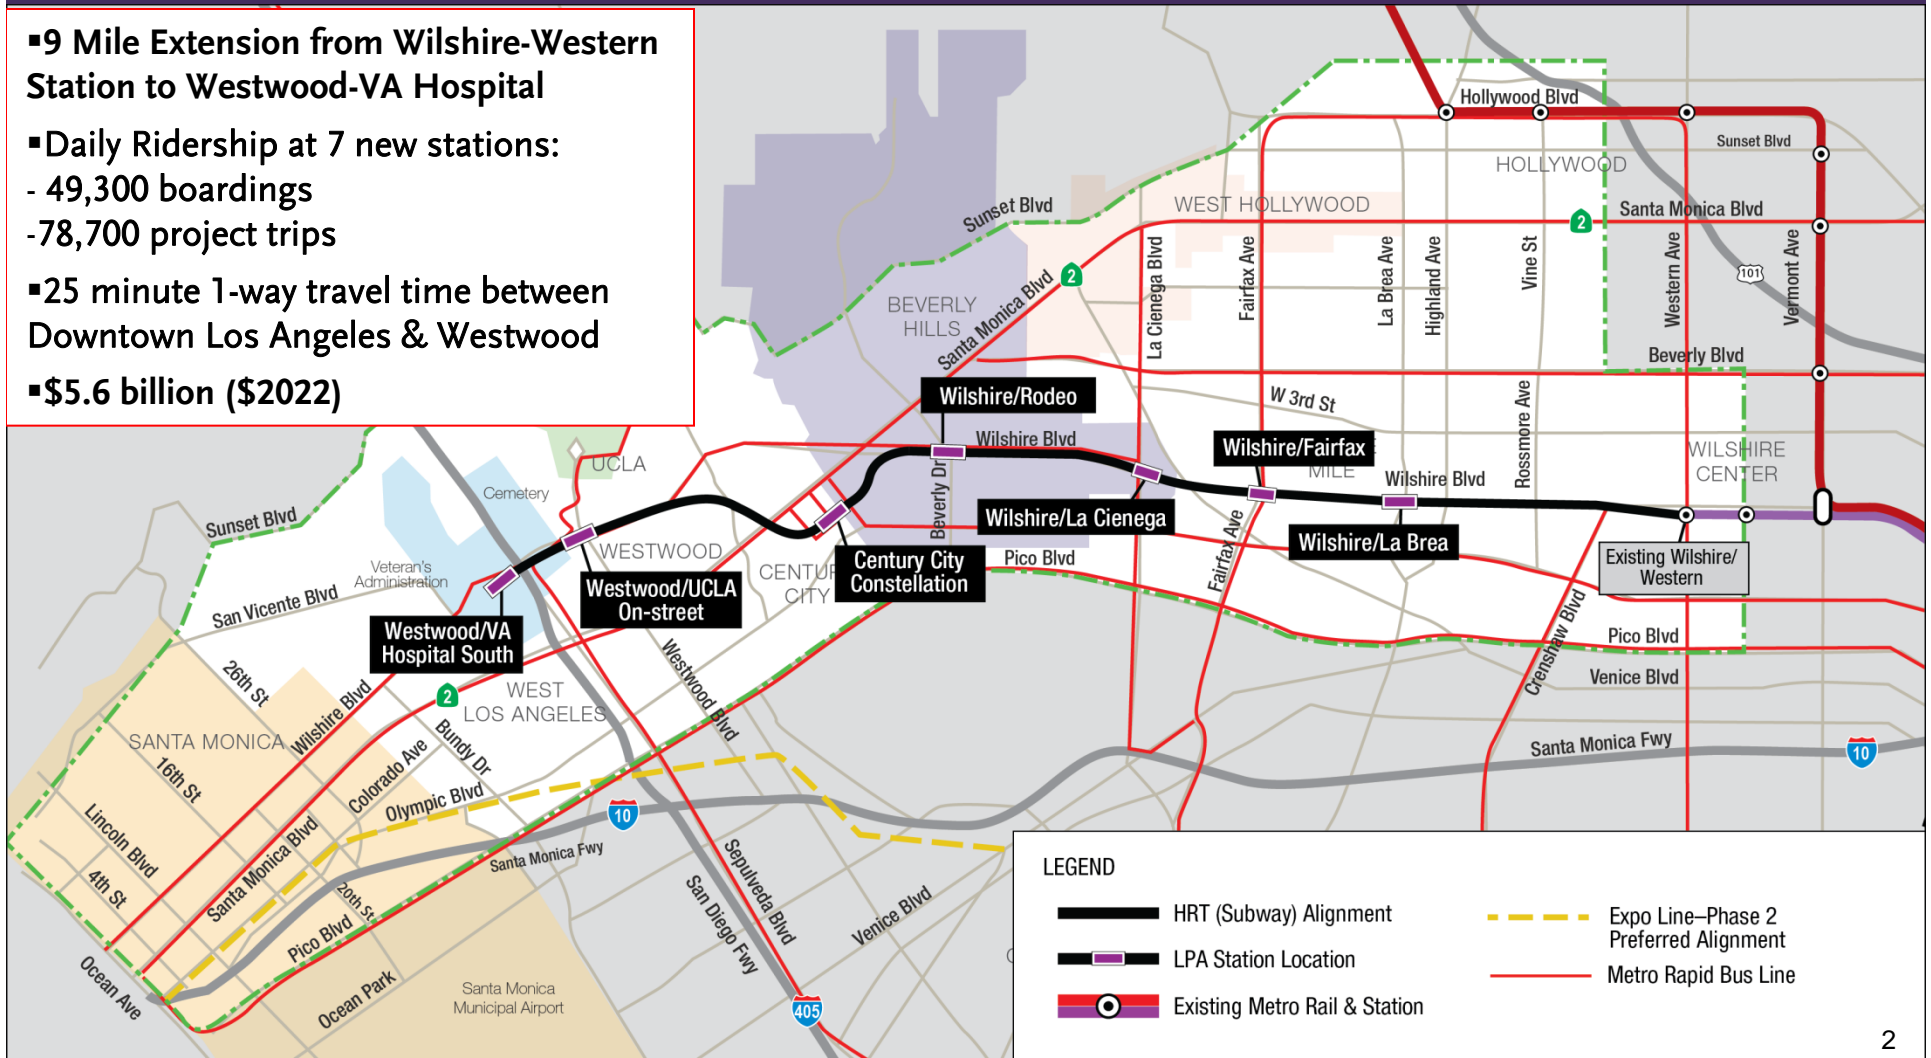 ▪9 Mile Extension from Wilshire-Western
Station to Westwood-VA Hospital
▪Daily Ridership at 7 new stations:
- 49,300 boardings
-78,700 project trips
▪25 minute 1-way travel time between
Downtown Los Angeles & Westwood
▪$5.6 billion ($2022)
Hollywood Blvd
Sunset Blvd
HOLLYWOOD
WEST HOLLYWOOD
Sunset Blvd
2
Santa Monica Blvd
2
101
BEVERLY
HILLS
Santa Monica Blvd
La Cienega Blvd
Fairfax Ave
La Brea Ave
Highland Ave
Vine St
Western Ave
Vermont Ave
Beverly Blvd
Wilshire/Rodeo
W 3rd St
Rossmore Ave
Wilshire Blvd
Wilshire/Fairfax
MILE
Wilshire Blvd
WILSHIRE
CENTER
UCLA
Cemetery
Beverly Dr
Sunset Blvd
Wilshire/La Cienega
Fairfax Ave
Wilshire/La Brea
Existing Wilshire/
Western
WESTWOOD
Veteran's
Administration
CENTUR
CITY
Century City
Constellation
Pico Blvd
Westwood/UCLA
On-street
San Vicente Blvd
Westwood/VA
Hospital South
Crenshaw Blvd
Pico Blvd
Venice Blvd
26th St
Wilshire Blvd
2
WEST
LOS ANGELES
Westwood Blvd
SANTA MONICA
16th St
Colorado Ave
Bundy Dr
Olympic Blvd
Santa Monica Fwy
10
Lincoln Blvd
4th St
Santa Monica Blvd
20th St
Santa Monica Fwy
10
Pico Blvd
Ocean Ave
Ocean Park
Santa Monica
Municipal Airport
Sepulveda Blvd
San Diego Fwy
Venice Blvd
405
LEGEND
HRT (Subway) Alignment
LPA Station Location
Existing Metro Rail & Station
Expo Line–Phase 2
Preferred Alignment
Metro Rapid Bus Line
2